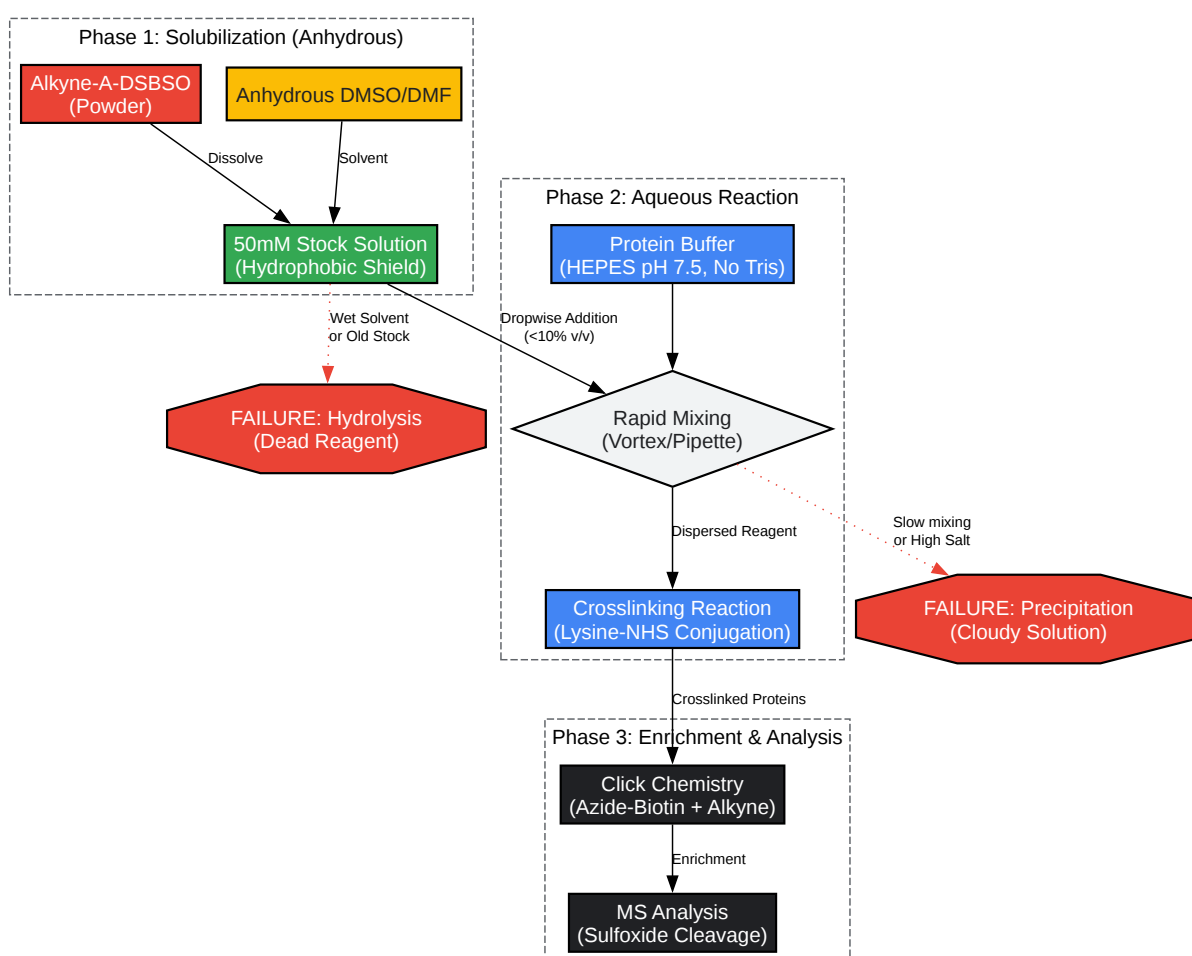 Phase 1: Solubilization (Anhydrous)
Alkyne-A-DSBSO
(Powder)
Anhydrous DMSO/DMF
Dissolve
Solvent
50mM Stock Solution
(Hydrophobic Shield)
Phase 2: Aqueous Reaction
Protein Buffer
(HEPES pH 7.5, No Tris)
Wet Solvent
or Old Stock
Dropwise Addition
(<10% v/v)
FAILURE: Hydrolysis
(Dead Reagent)
Rapid Mixing
(Vortex/Pipette)
Dispersed Reagent
Slow mixing
or High Salt
Crosslinking Reaction
(Lysine-NHS Conjugation)
FAILURE: Precipitation
(Cloudy Solution)
Crosslinked Proteins
Phase 3: Enrichment & Analysis
Click Chemistry
(Azide-Biotin + Alkyne)
Enrichment
MS Analysis
(Sulfoxide Cleavage)